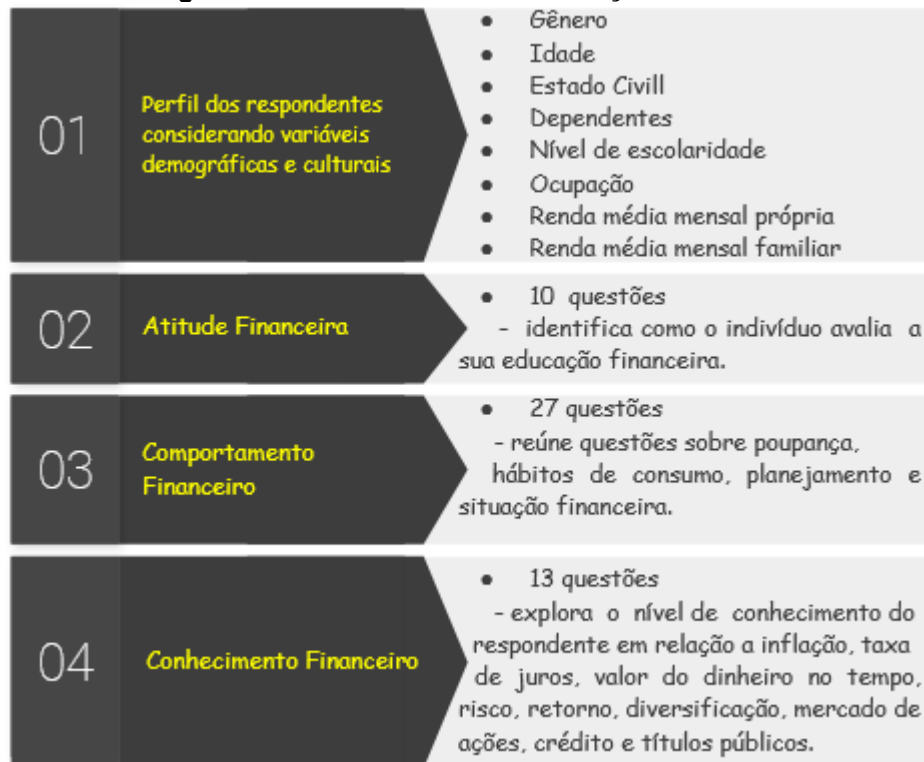 01
Perfil dos respondentes
considerando variáveis
demográficas e culturais
● Gênero
● Idade
● Estado Civill
● Dependentes
● Nível de escolaridade
● Ocupação
● Renda média mensal própria
● Renda média mensal familiar
02
Atitude Financeira
● 10 questões
- identifica como o indivíduo avalia a
sua educação financeira.
03
Comportamento
Financeiro
● 27 questões
- reúne questões sobre poupança,
hábitos de consumo, planejamento e
situação financeira.
04
Conhecimento Financeiro
● 13 questões
- explora o nível de conhecimento do
respondente em relação a inflação, taxa
de juros, valor do dinheiro no tempo,
risco, retorno, diversificação, mercado de
ações, crédito e títulos públicos.